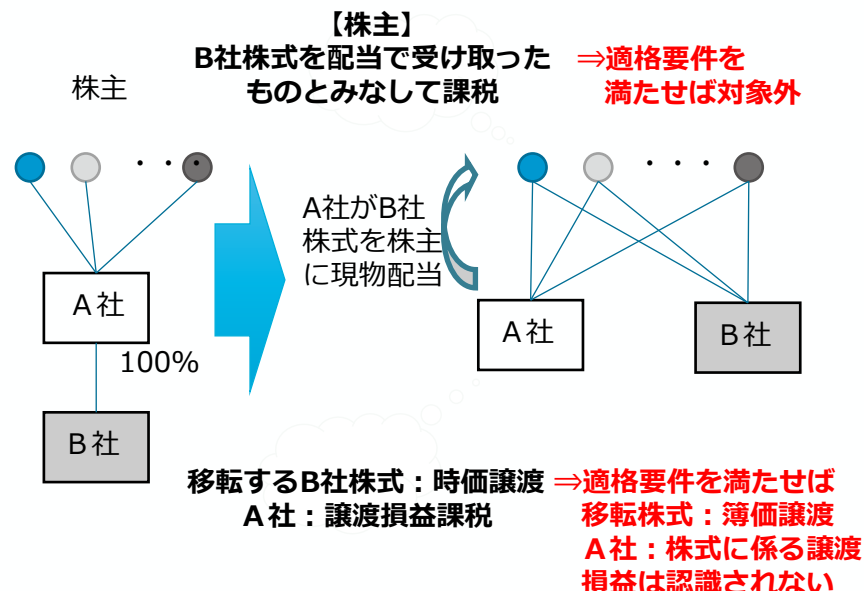 【株主】
B社株式を配当で受け取った
ものとみなして課税
⇒適格要件を
満たせば対象外
株主
・・・
・・・
A社がB社
株式を株主
に現物配当
A社
100%
B社
A社
B社
移転するB社株式：時価譲渡
A社：譲渡損益課税
⇒適格要件を満たせば
移転株式：簿価譲渡
A社：株式に係る譲渡
損益は認識されない